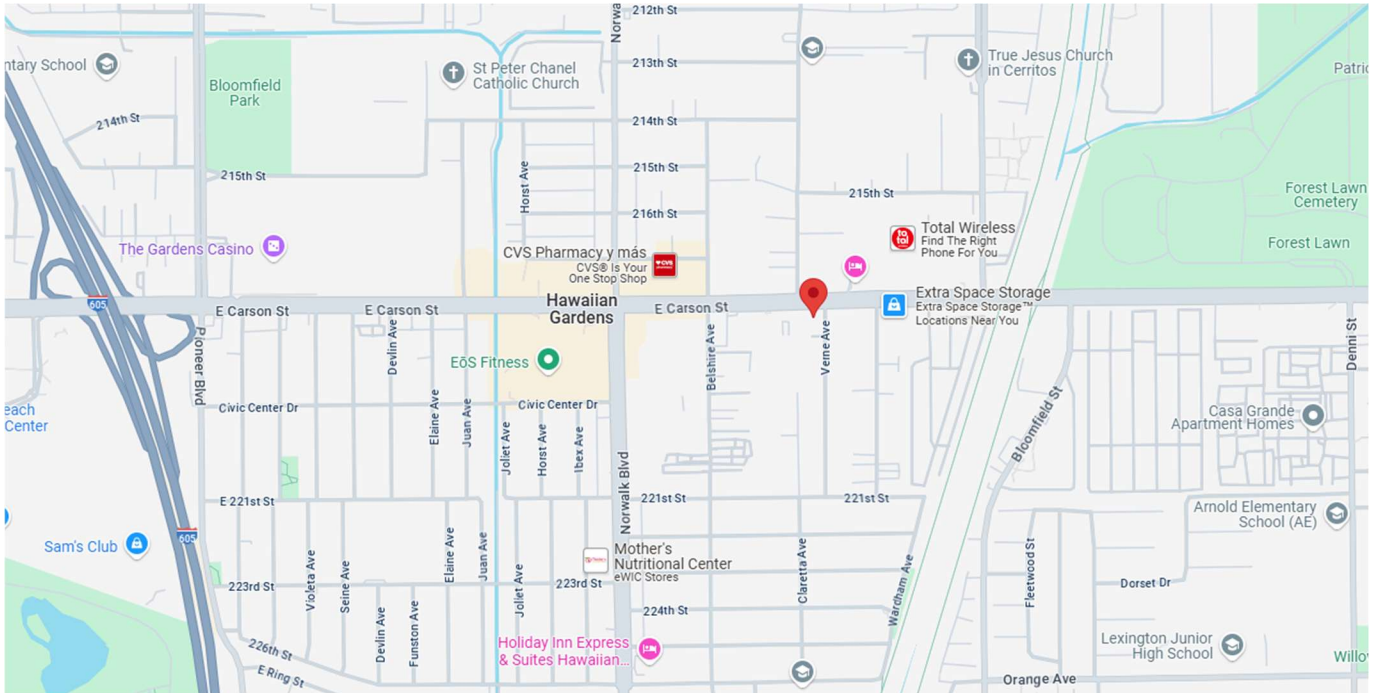 212th St
Norwa
213th St
True Jesus Church
in Cerritos
ntary School
St Peter Chanel
Catholic Church
Patric
Bloomfield
Park
214th St
214th St
215th St
215th St
Horst Ave
215th St
216th St
Forest Lawn
Cemetery
Forest Lawn
The Gardens Casino
CVS Pharmacy y más
CVS® Is Your
One Stop Shop
CVS
to
tal
Total Wireless
Find The Right
Phone For You
605
E Carson St
E Carson St
Hawaiian
Gardens
E Carson St
Extra Space Storage
Extra Space Storage™
Locations Near You
Pioneer Blvd
Devlin Ave
Belshire Ave
Verne Ave
Denni St
EōS Fitness
Elaine Ave
Juan Ave
Civic Center Dr
Civic Center Dr
each
Center
Joliet Ave
Horst Ave
Ibex Ave
Norwalk Blvd
Bloomfield St
Casa Grande
Apartment Homes
E 221st St
221st St
221st St
Arnold Elementary
School (AE)
605
Sam's Club
Elaine Ave
Juan Ave
Violeta Ave
Seine Ave
Joliet Ave
Mother's
Nutritional Center
eWIC Stores
Claretta Ave
Wardham Ave
Fleetwood St
Dorset Dr
223rd St
223rd St
224th St
Devlin Ave
Funston Ave
226th St
E Ring St
Holiday Inn Express
& Suites Hawaiian...
Lexington Junior
High School
Willo
Orange Ave